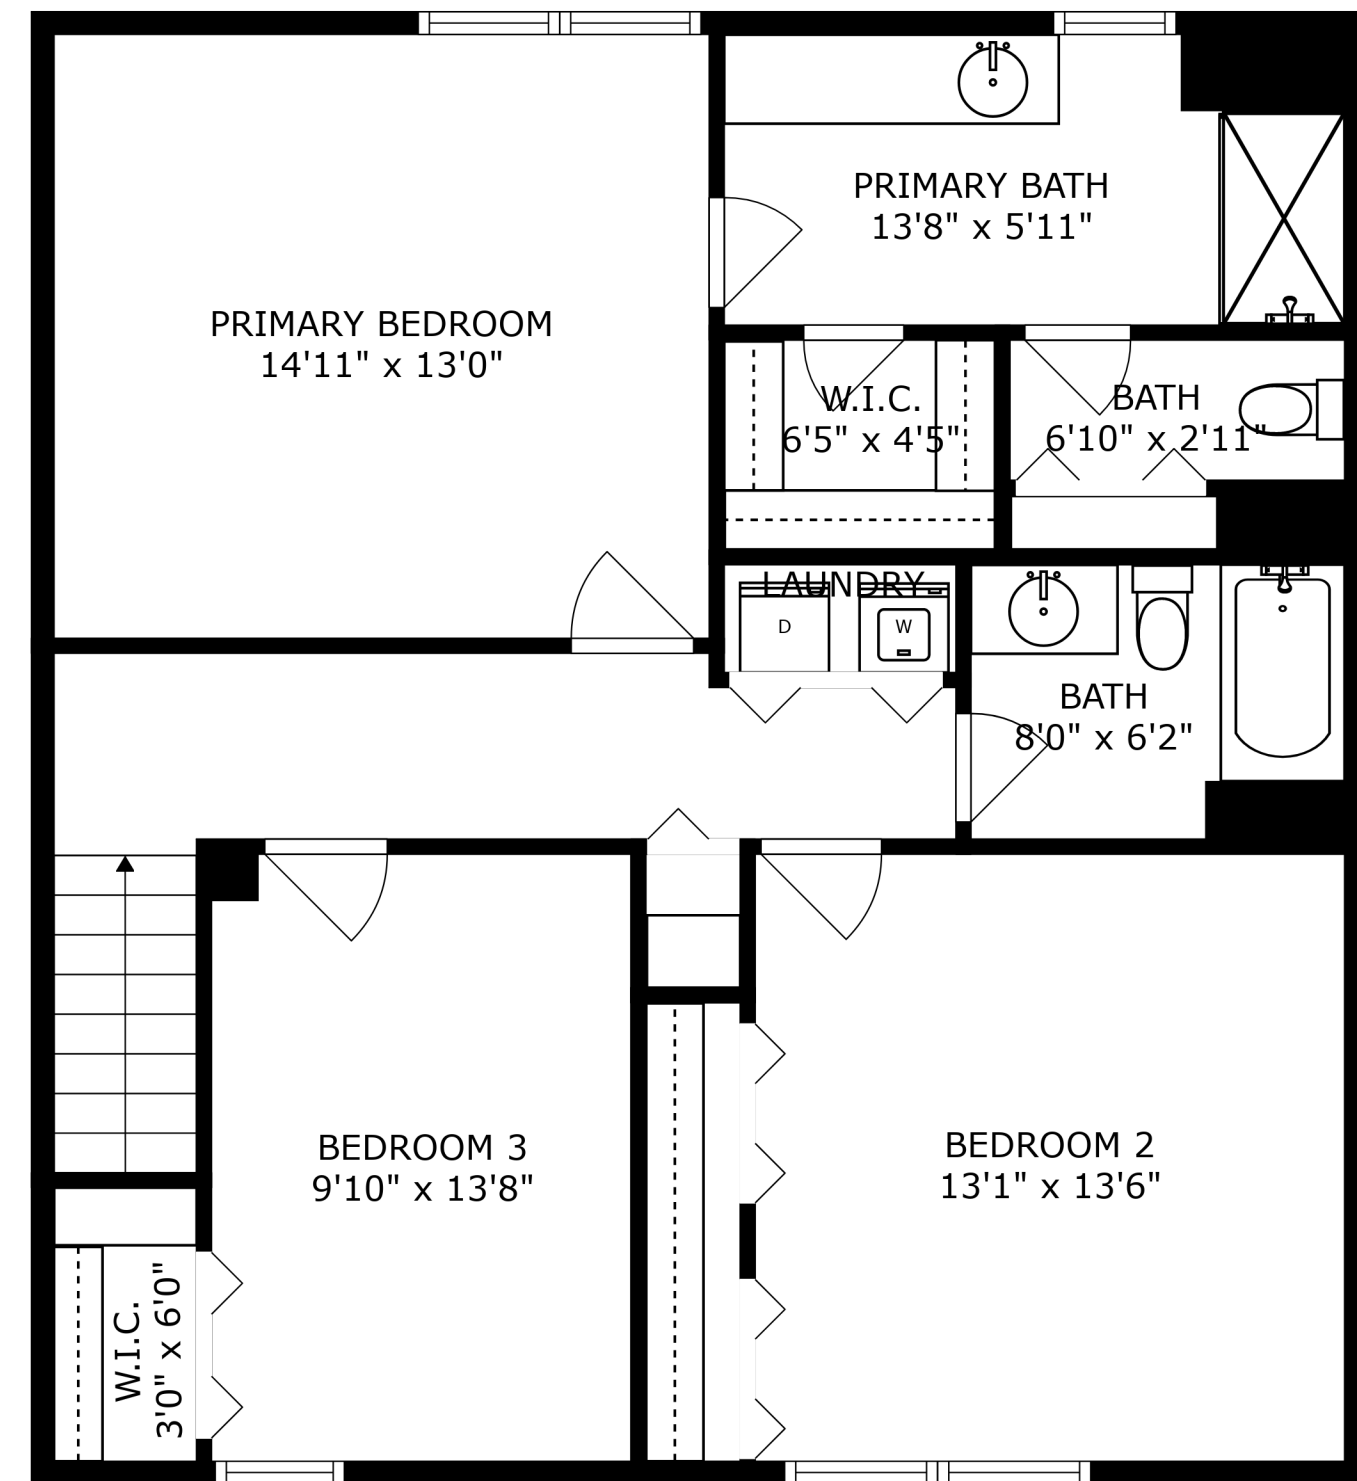 PRIMARY BATH
13'8" x 5'11"
PRIMARY BEDROOM
14'11" x 13'0"
W.I.C.
6'5" x 4'5"
BATH
6'10" x 2'11"
LAUNDRY
D
W
BATH
8'0" x 6'2"
BEDROOM 3
9'10" x 13'8"
BEDROOM 2
13'1" x 13'6"
W.I.C.
3'0" x 6'0"